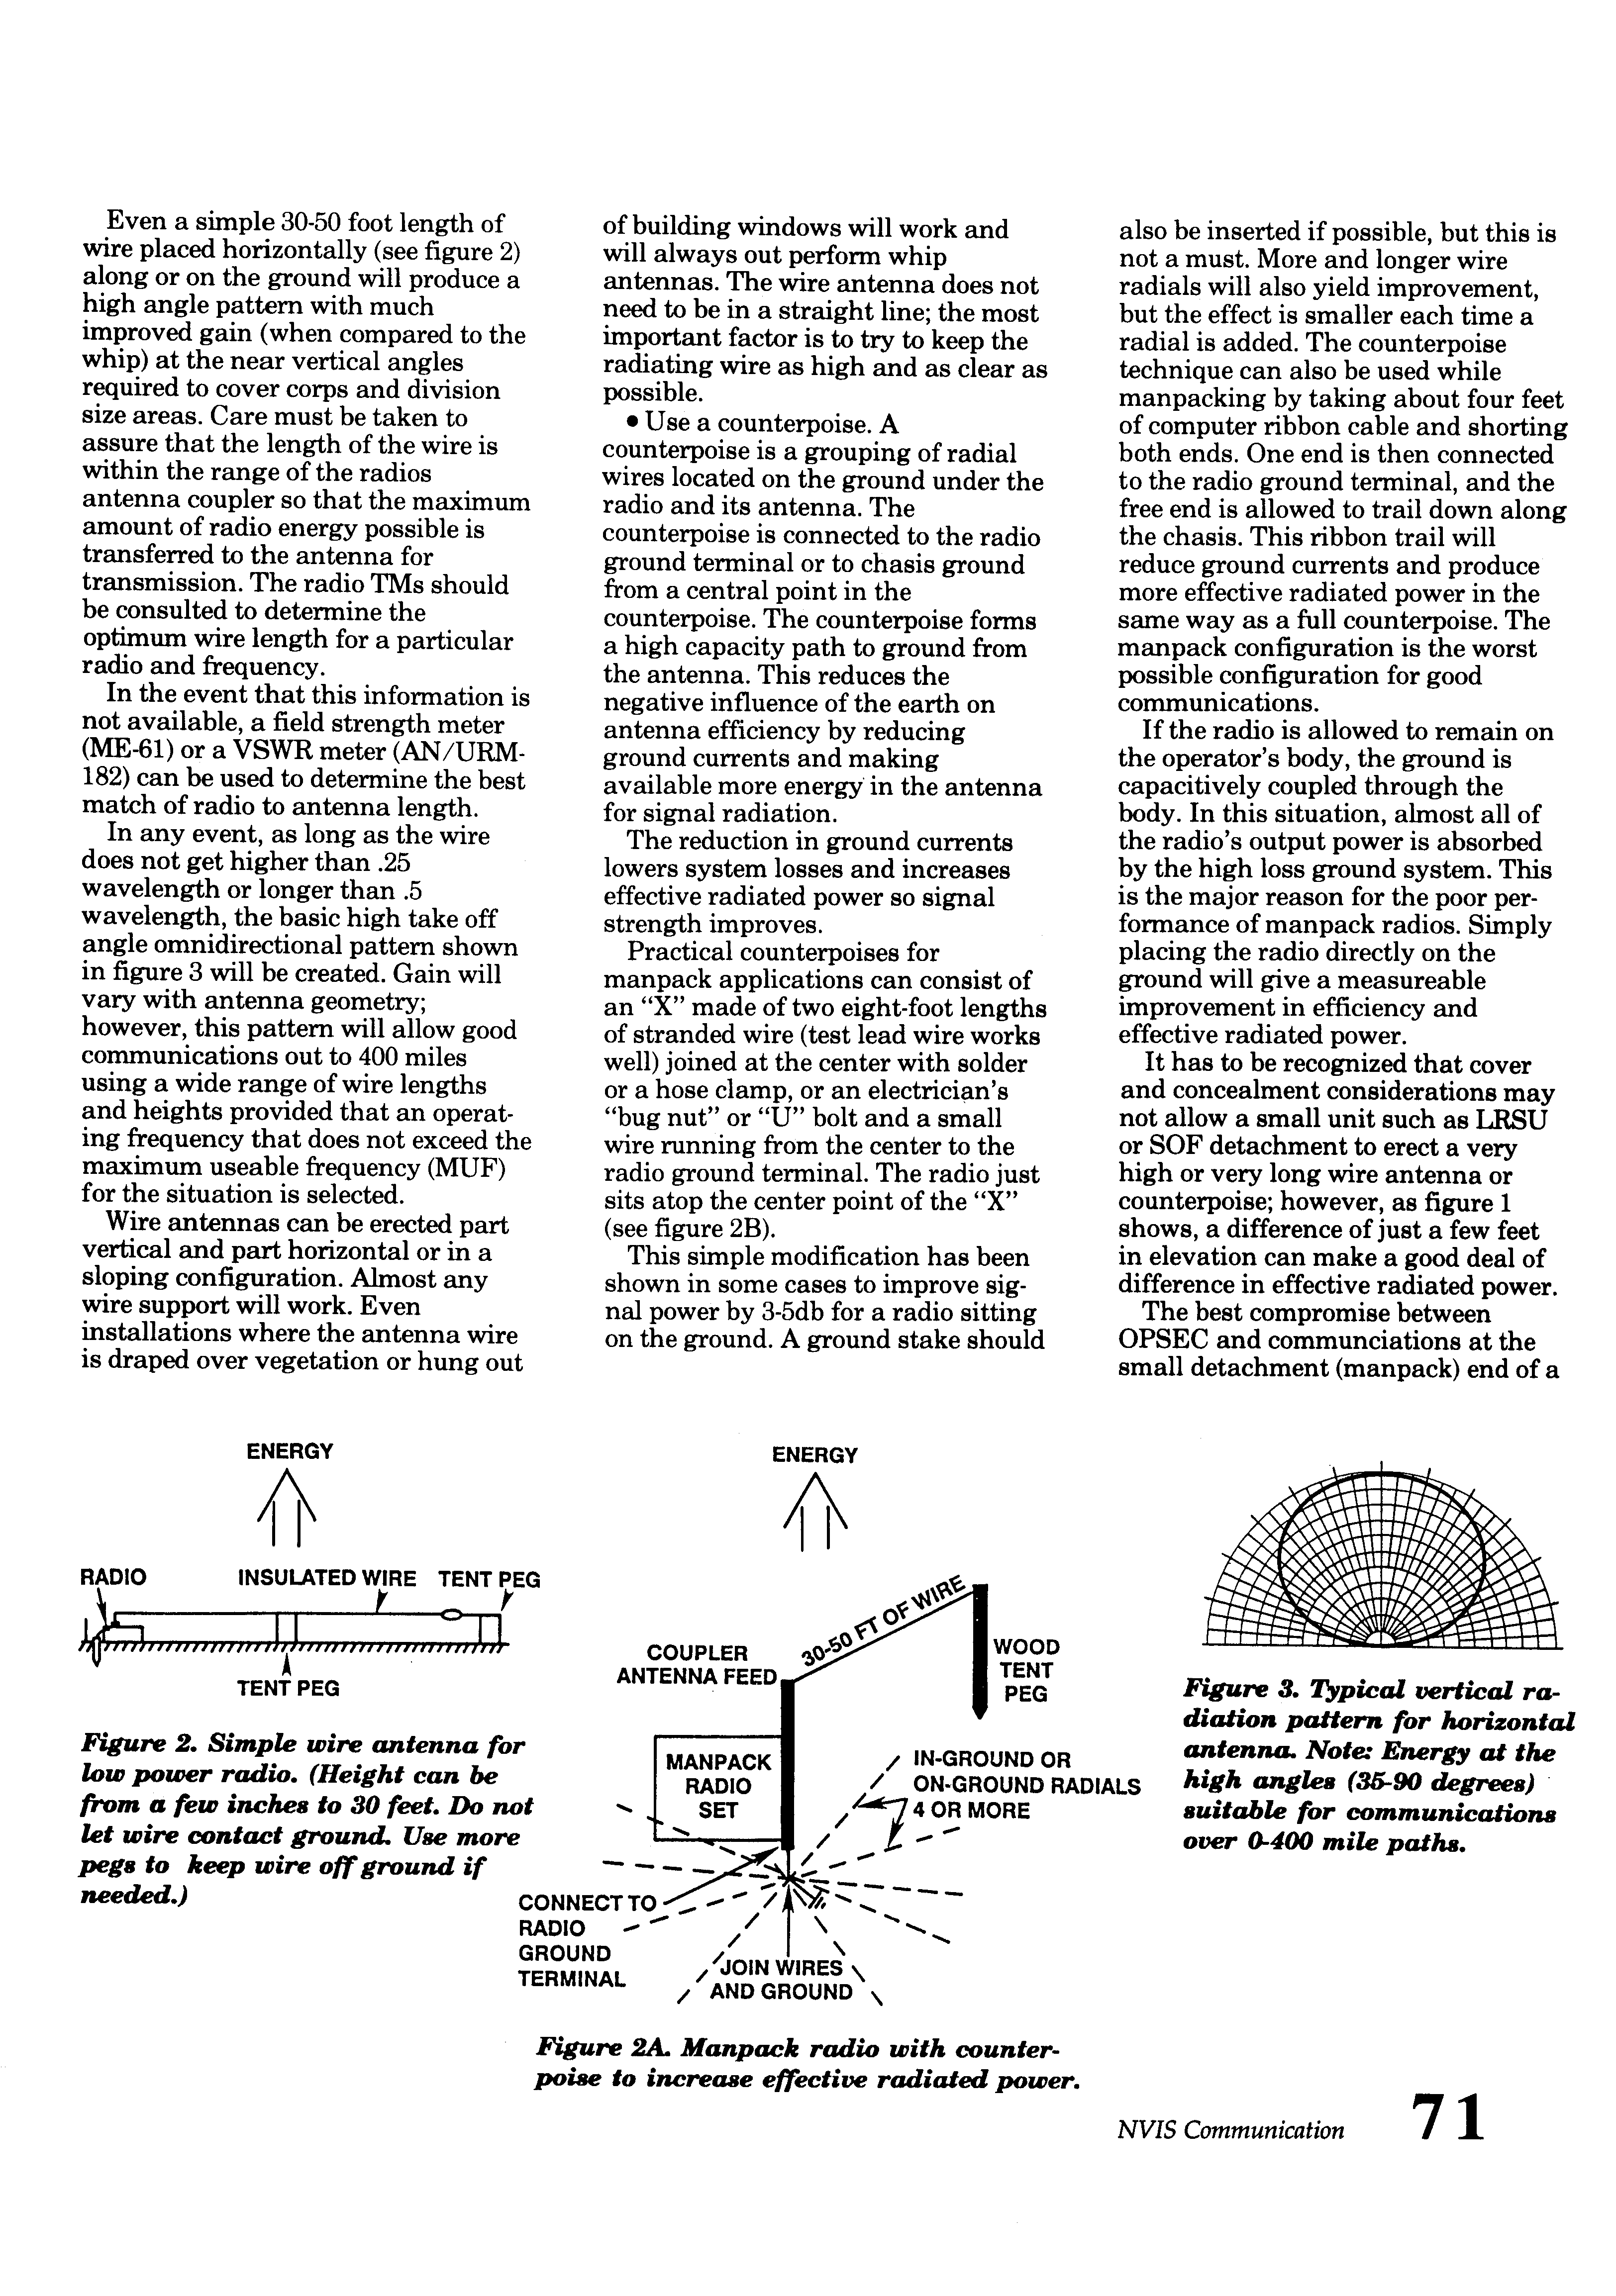 Even a simple 30-50 foot length of
wire placed horizontally (see figure 2)
along or on the ground will produce a
high angle pattern with much
improved gain (when compared to the
whip) at the near vertical angles
required to cover corps and division
size areas. Care must be taken to
assure that the length of the wire is
within the range of the radios
antenna coupler so that the maximum
amount of radio energy possible is
transferred to the antenna for
transmission. The radio TMs should
be consulted to determine the
optimum wire length for a particular
radio and frequency.
In the event that this information is
not available, a field strength meter
(ME-61) or a VSWR meter (AN/URM-
182) can be used to determine the best
match of radio to antenna length.
In any event, as long as the wire
does not get higher than .25
wavelength or longer than .5
wavelength, the basic high take off
angle omnidirectional pattern shown
in figure 3 will be created. Gain will
vary with antenna geometry;
however, this pattern will allow good
communications out to 400 miles
using a wide range of wire lengths
and heights provided that an operat-
ing frequency that does not exceed the
maximum useable frequency (MUF)
for the situation is selected.
Wire antennas can be erected part
vertical and part horizontal or in a
sloping configuration. Almost any
wire support will work. Even
installations where the antenna wire
is draped over vegetation or hung out
of building windows will work and
will always out perform whip
antennas. The wire antenna does not
need to be in a straight line; the most
important factor is to try to keep the
radiating wire as high and as clear as
possible.
• Use a counterpoise. A
counterpoise is a grouping of radial
wires located on the ground under the
radio and its antenna. The
counterpoise is connected to the radio
ground terminal or to chasis ground
from a central point in the
counterpoise. The counterpoise forms
a high capacity path to ground from
the antenna. This reduces the
negative influence of the earth on
antenna efficiency by reducing
ground currents and making
available more energy in the antenna
for signal radiation.
The reduction in ground currents
lowers system losses and increases
effective radiated power so signal
strength improves.
Practical counterpoises for
manpack applications can consist of
an “X” made of two eight-foot lengths
of stranded wire (test lead wire works
well) joined at the center with solder
or a hose clamp, or an electrician’s
“bug nut” or “U” bolt and a small
wire running from the center to the
radio ground terminal. The radio just
sits atop the center point of the “X”
(see figure 2B).
This simple modification has been
shown in some cases to improve sig-
nal power by 3-5db for a radio sitting
on the ground. A ground stake should
also be inserted if possible, but this is
not a must. More and longer wire
radials will also yield improvement,
but the effect is smaller each time a
radial is added. The counterpoise
technique can also be used while
manpacking by taking about four feet
of computer ribbon cable and shorting
both ends. One end is then connected
to the radio ground terminal, and the
free end is allowed to trail down along
the chasis. This ribbon trail will
reduce ground currents and produce
more effective radiated power in the
same way as a full counterpoise. The
manpack configuration is the worst
possible configuration for good
communications.
If the radio is allowed to remain on
the operator’s body, the ground is
capacitively coupled through the
body. In this situation, almost all of
the radio’s output power is absorbed
by the high loss ground system. This
is the major reason for the poor per-
formance of manpack radios. Simply
placing the radio directly on the
ground will give a measureable
improvement in efficiency and
effective radiated power.
It has to be recognized that cover
and concealment considerations may
not allow a small unit such as LRSU
or SOF detachment to erect a very
high or very long wire antenna or
counterpoise; however, as figure 1
shows, a difference of just a few feet
in elevation can make a good deal of
difference in effective radiated power.
The best compromise between
OPSEC and communciations at the
small detachment (manpack) end of a
ENERGY
RADIO
INSULATED WIRE
TENT PEG
TENT PEG
Figure 2. Simple wire antenna for
low power radio. (Height can be
from a few inches to 30 feet. Do not
let wire contact ground. Use more
pegs to keep wire off ground if
needed.)
ENERGY
30-50 FT OF WIRE
COUPLER
ANTENNA FEED
WOOD
TENT
PEG
MANPACK
RADIO
SET
IN-GROUND OR
ON-GROUND RADIALS
4 OR MORE
CONNECT TO
RADIO
GROUND
TERMINAL
JOIN WIRES
AND GROUND
Figure 2A. Manpack radio with counter-
poise to increase effective radiated power.
Figure 3. Typical vertical ra-
diation pattern for horizontal
antenna. Note: Energy at the
high angles (35-90 degrees)
suitable for communications
over 0-400 mile paths.
NVIS Communication 71